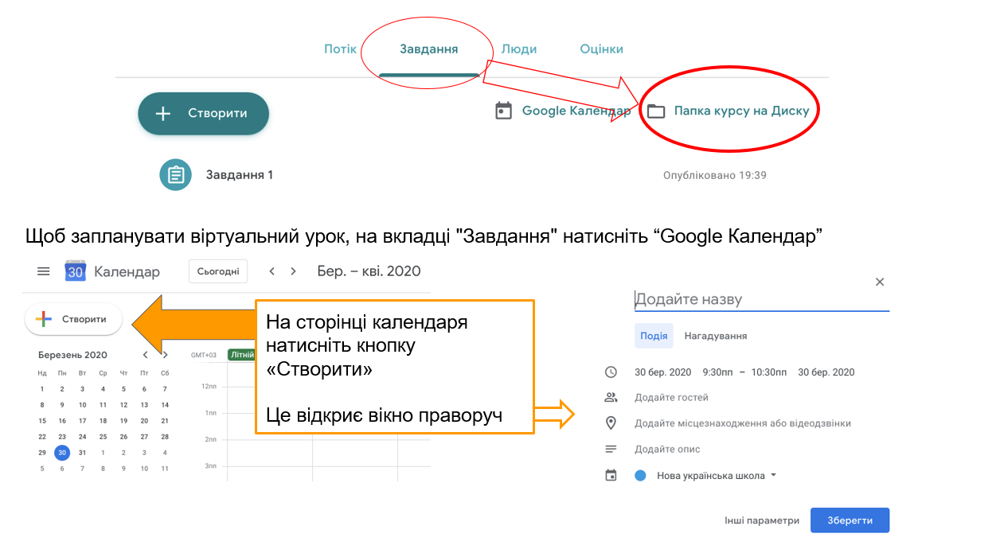 Потік Завдання Люди Оцінки
Створити
Google Календар
Папка курсу на Диску
Завдання 1
Опубліковано 19:39
Щоб запланувати віртуальний урок, на вкладці "Завдання" натисніть “Google Календар”
30 Календар Сьогодні Бер. – кві. 2020
Створити
Березень 2020
Нд Пн Вт Ср Чт Пт Сб
1 2 3 4 5 6 7
8 9 10 11 12 13 14
15 16 17 18 19 20 21
22 23 24 25 26 27 28
29 30 31 1 2 3 4
5 6 7 8 9 10 11
GMT+03
Літній
12пп
1пп
2пп
3пп
На сторінці календаря
натисніть кнопку
«Створити»
Це відкриє вікно праворуч
Додайте назву
Подія Нагадування
30 бер. 2020 9:30пп – 10:30пп 30 бер. 2020
Додайте гостей
Додайте місцезнаходження або відеодзвінки
Додайте опис
Нова українська школа
Інші параметри Зберегти